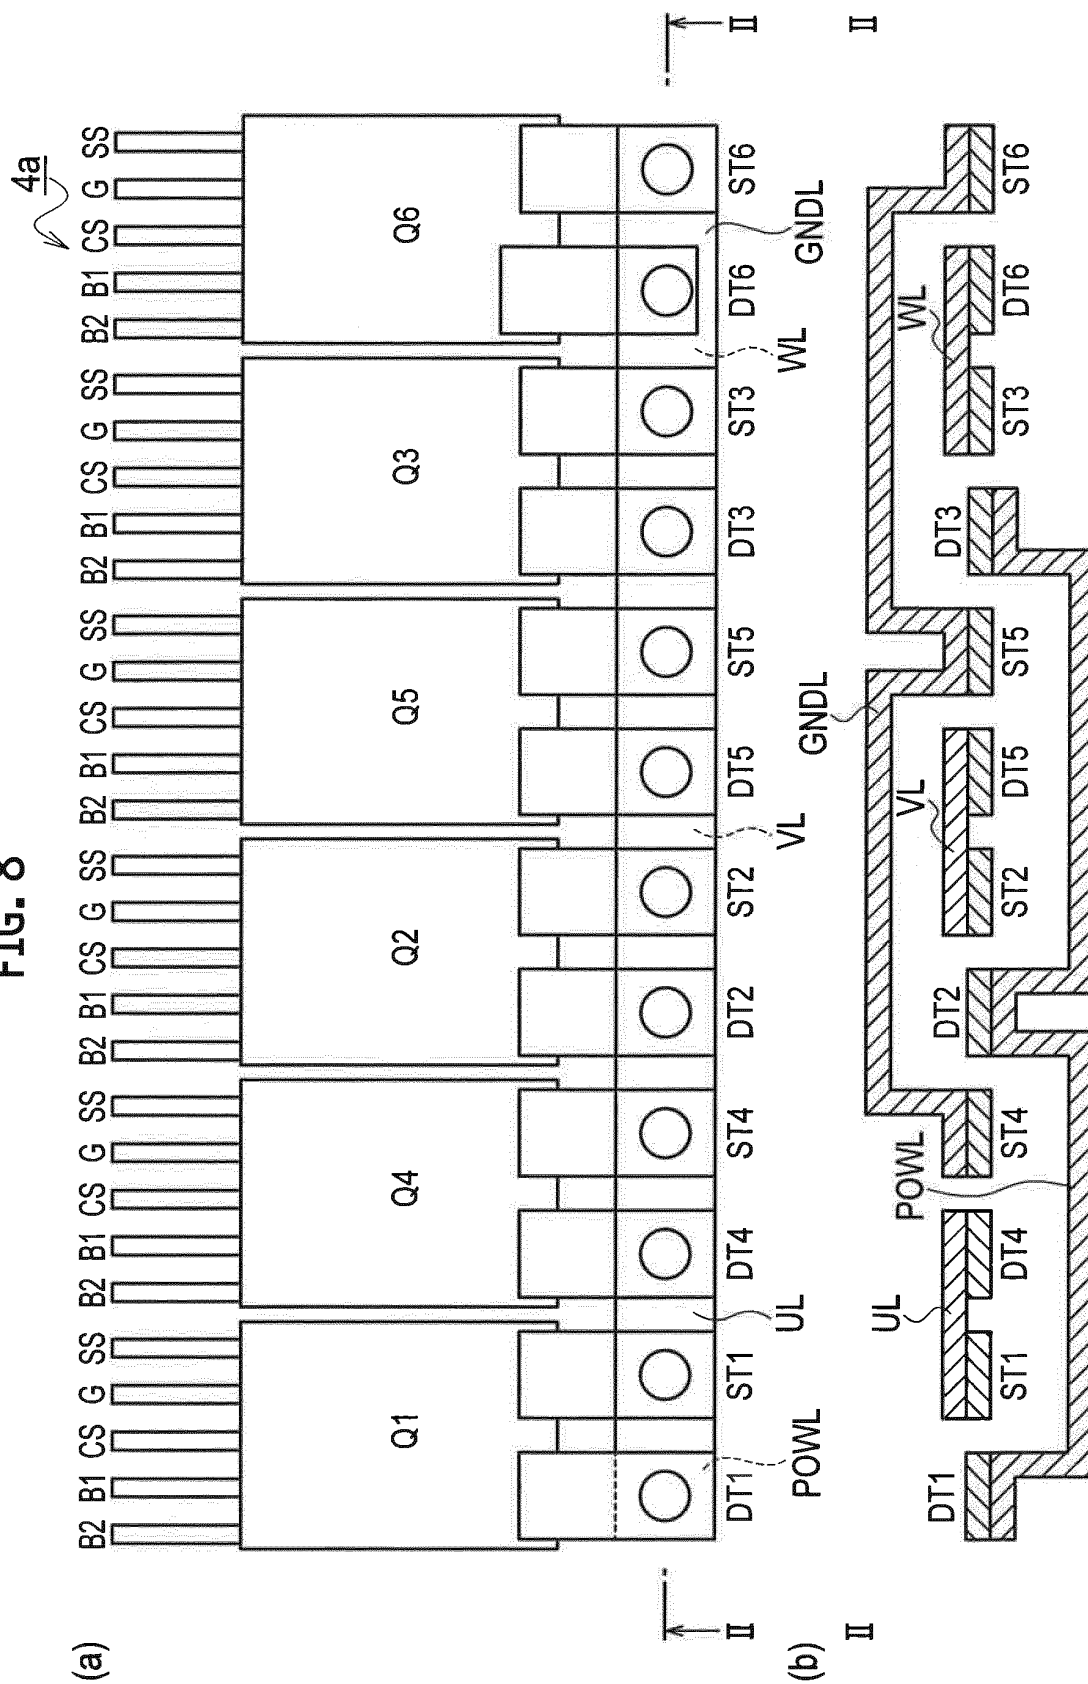 FIG. 8
(a)
4a
B2 B1 CS G SS B2 B1 CS G SS B2 B1 CS G SS B2 B1 CS G SS B2 B1 CS G SS B2 B1 CS G SS
Q1 Q4 Q2 Q5 Q3 Q6
II II
DT1 ST1 DT4 ST4 DT2 ST2 DT5 ST5 DT3 ST3 DT6 ST6
POWL UL VL WL GNDL
(b)
II II
GNDL
UL POWL VL WL
DT1 DT2 DT3
ST1 DT4 ST4 ST2 DT5 ST5 ST3 DT6 ST6